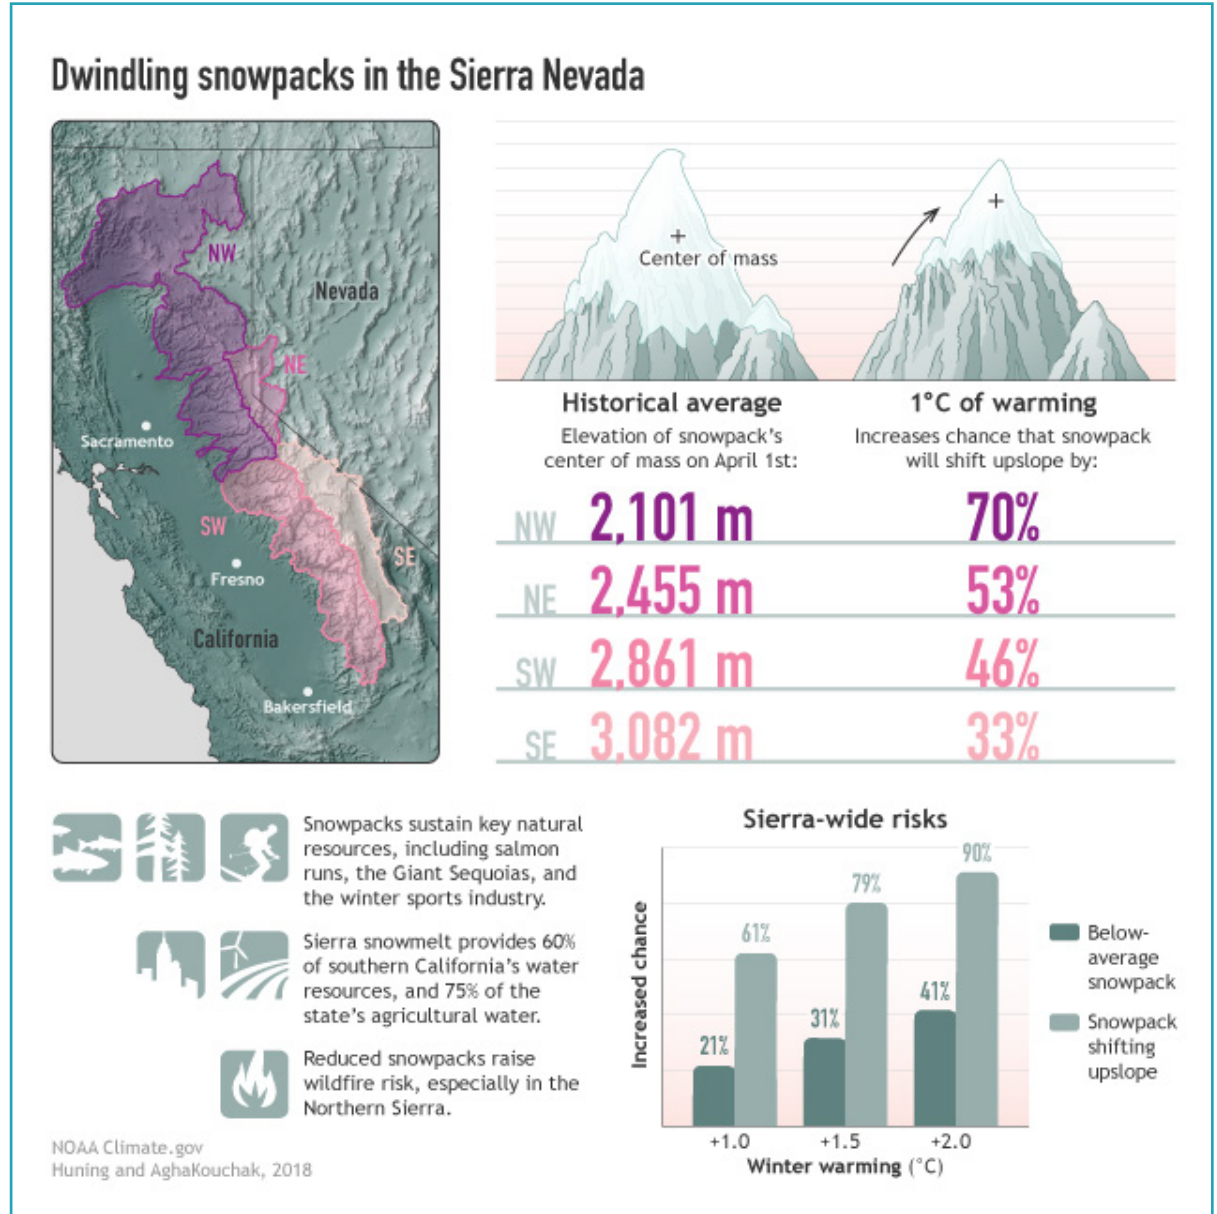 Dwindling snowpacks in the Sierra Nevada
NW
Nevada
NE
Sacramento
SW
SE
Fresno
California
Bakersfield
Center of mass
Historical average
Elevation of snowpack's
center of mass on April 1st:
1°C of warming
Increases chance that snowpack
will shift upslope by:
NW 2,101 m 70%
NE 2,455 m 53%
SW 2,861 m 46%
SE 3,082 m 33%
Snowpacks sustain key natural
resources, including salmon
runs, the Giant Sequoias, and
the winter sports industry.
Sierra snowmelt provides 60%
of southern California's water
resources, and 75% of the
state's agricultural water.
Reduced snowpacks raise
wildfire risk, especially in the
Northern Sierra.
NOAA Climate.gov
Huning and AghaKouchak, 2018
Sierra-wide risks
Increased chance
21%
61%
31%
79%
41%
90%
+1.0
+1.5
+2.0
Winter warming (°C)
Below-
average
snowpack
Snowpack
shifting
upslope